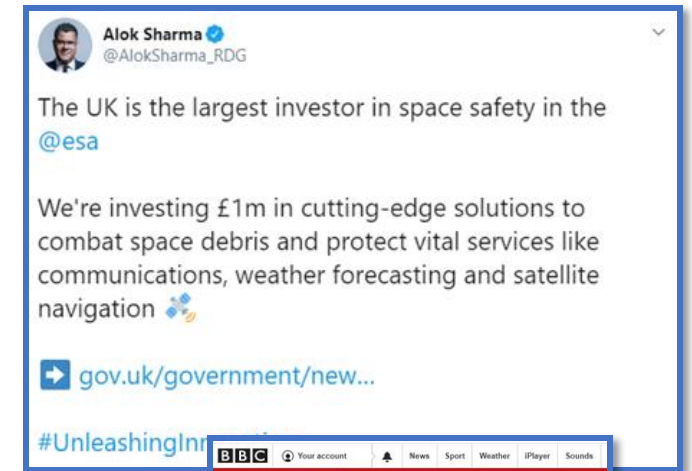 Alok Sharma
@AlokSharma_RDG
The UK is the largest investor in space safety in the
@esa
We're investing £1m in cutting-edge solutions to
combat space debris and protect vital services like
communications, weather forecasting and satellite
navigation
gov.uk/government/new...
BBC Your account News Sport Weather iPlayer Sounds